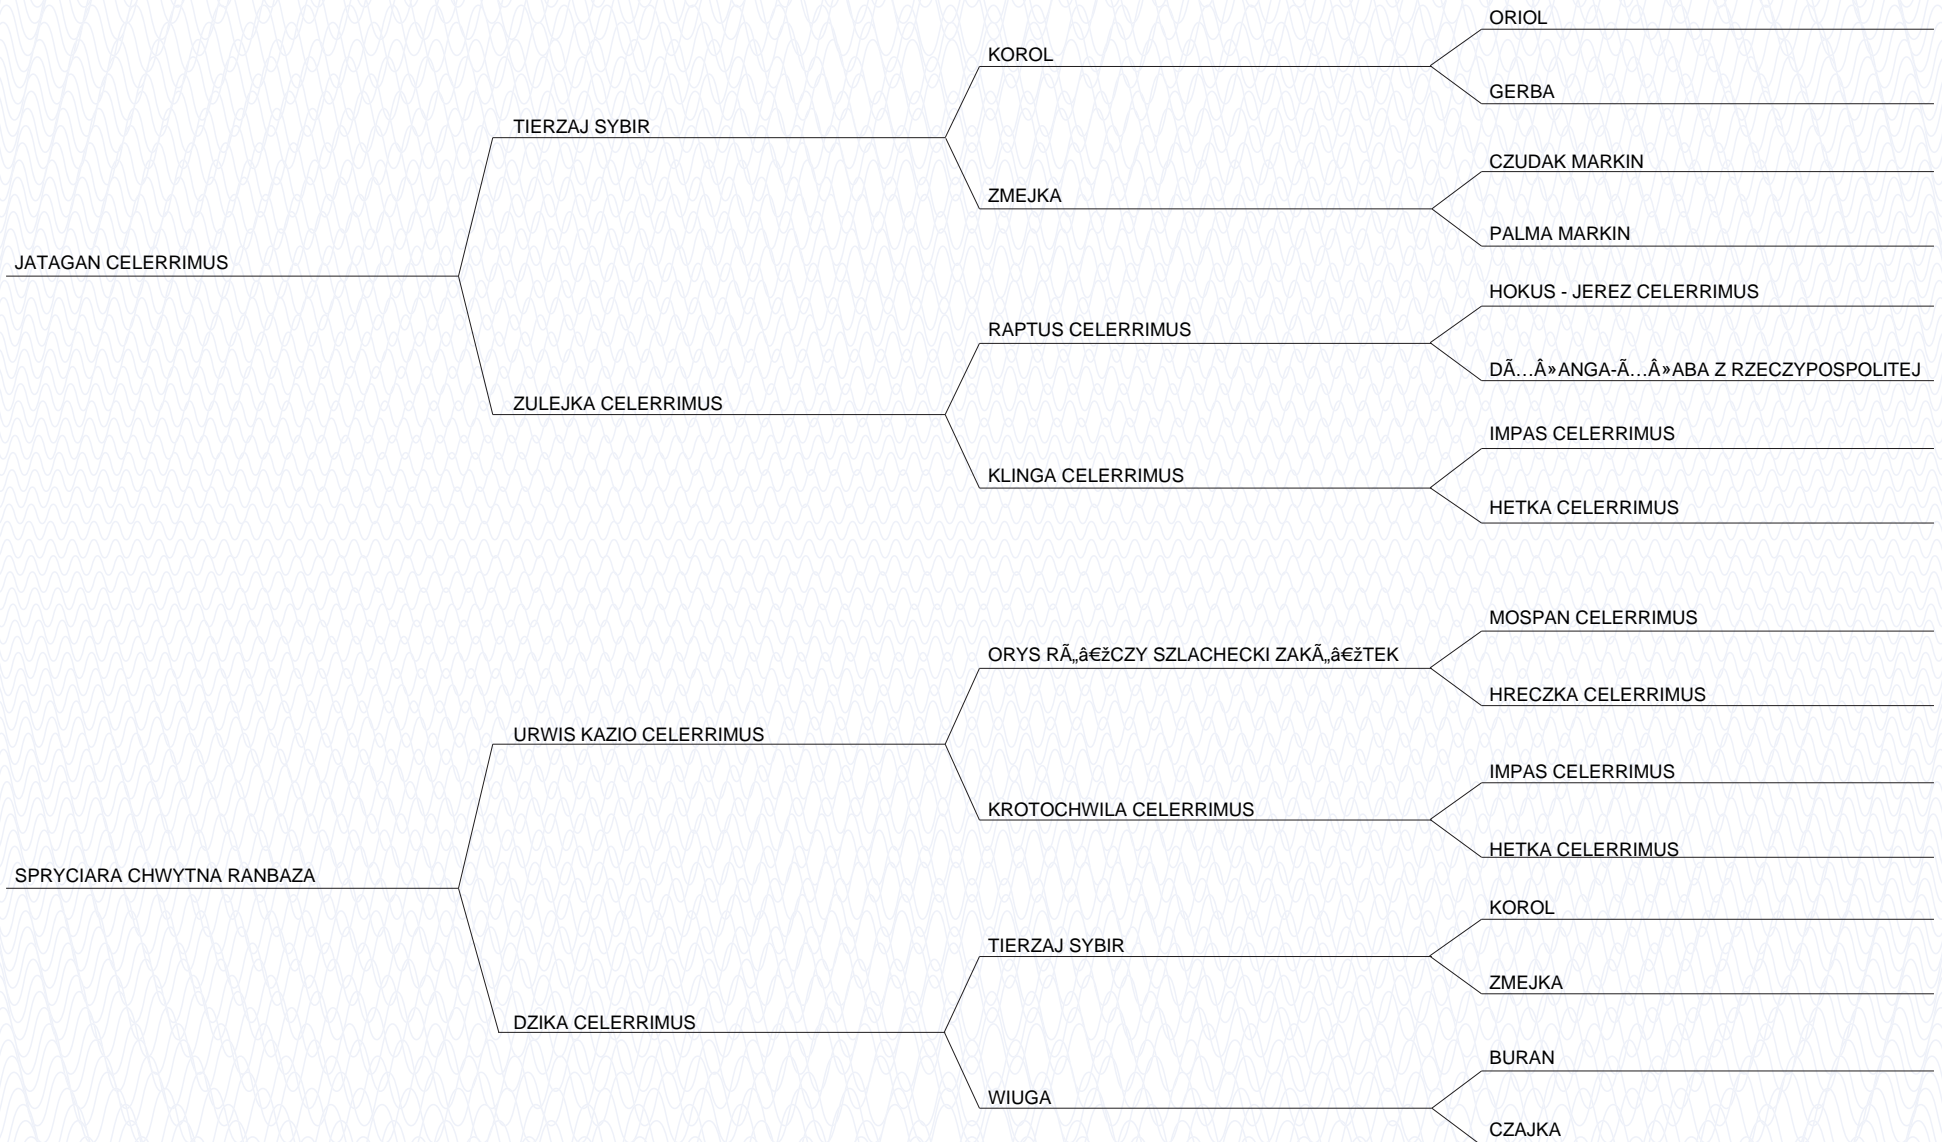 ORIOL
KOROL
GERBA
TIERZAJ SYBIR
CZUDAK MARKIN
ZMEJKA
PALMA MARKIN
JATAGAN CELERRIMUS
HOKUS - JEREZ CELERRIMUS
RAPTUS CELERRIMUS
DÃ…Â»ANGA-Ã…Â»ABA Z RZECZYPOSPOLITEJ
ZULEJKA CELERRIMUS
IMPAS CELERRIMUS
KLINGA CELERRIMUS
HETKA CELERRIMUS
MOSPAN CELERRIMUS
ORYS RÃ„â€žCZY SZLACHECKI ZAKÃ„â€žTEK
HRECZKA CELERRIMUS
URWIS KAZIO CELERRIMUS
IMPAS CELERRIMUS
KROTOCHWILA CELERRIMUS
HETKA CELERRIMUS
SPRYCIARA CHWYTNA RANBAZA
KOROL
TIERZAJ SYBIR
ZMEJKA
DZIKA CELERRIMUS
BURAN
WIUGA
CZAJKA